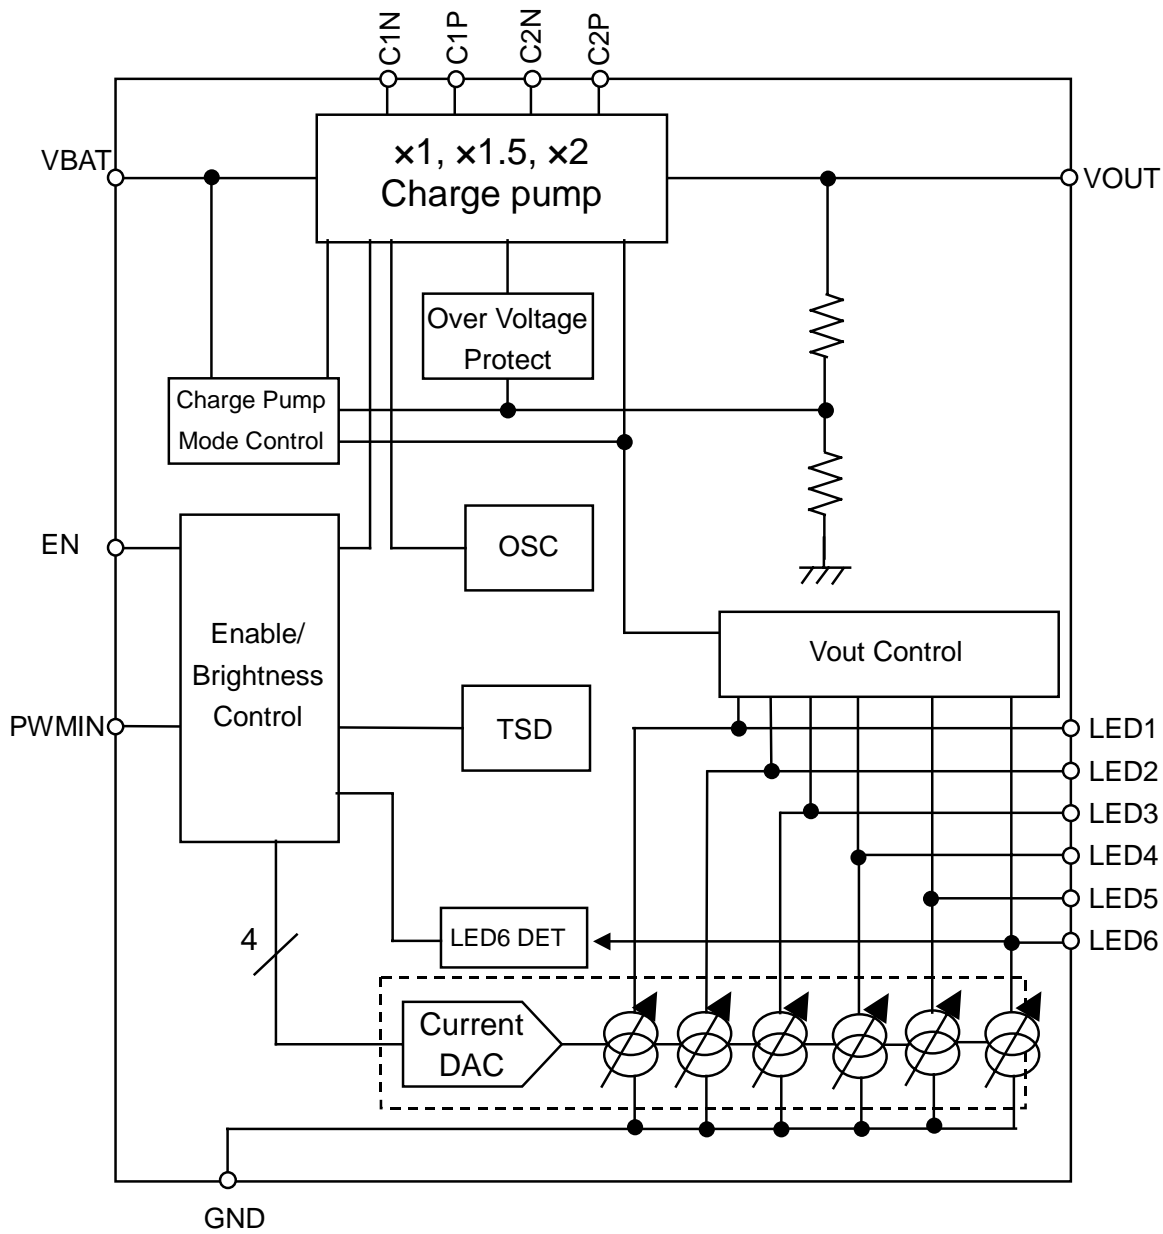 C1N
C1P
C2N
C2P
×1, ×1.5, ×2
Charge pump
VBAT
VOUT
Over Voltage
Protect
Charge Pump
Mode Control
EN
OSC
Enable/
Brightness
Control
Vout Control
PWMIN
TSD
LED1
LED2
LED3
LED4
LED5
LED6
4
LED6 DET
Current
DAC
GND